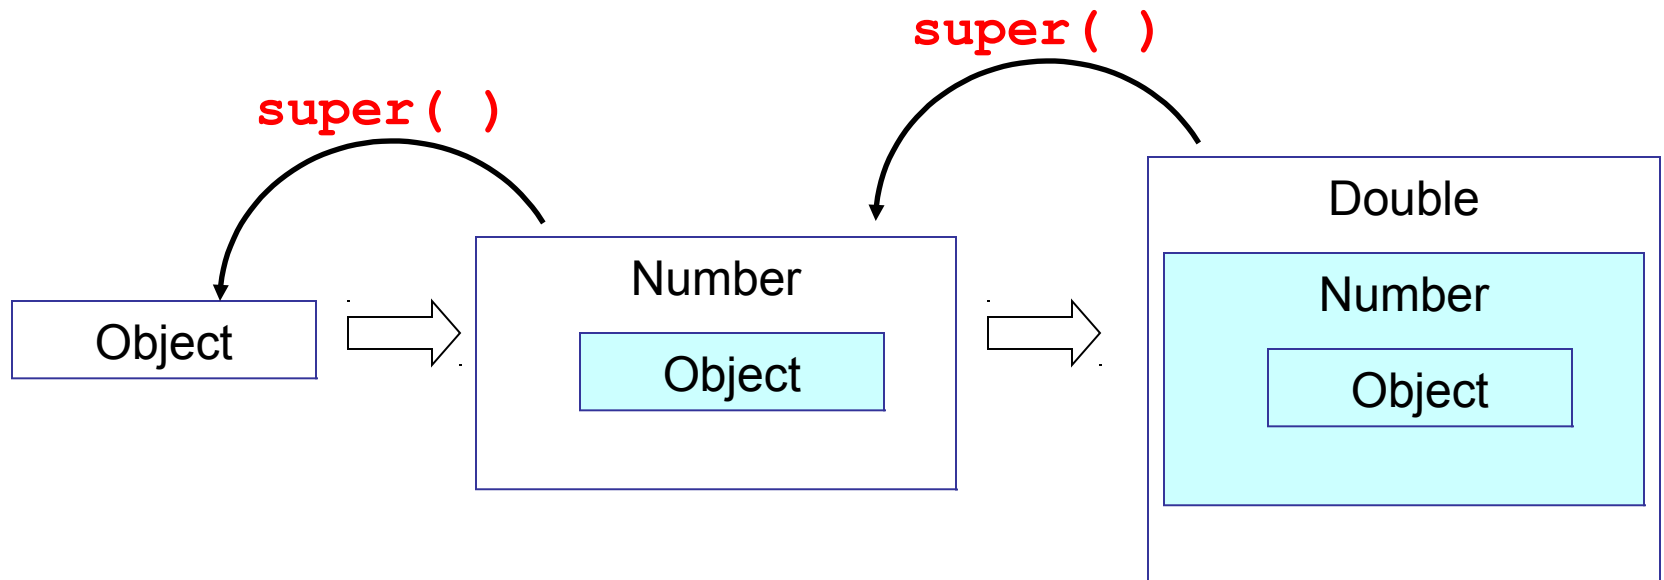 super( )
super( )
Double
Number
Number
Object
Object
Object